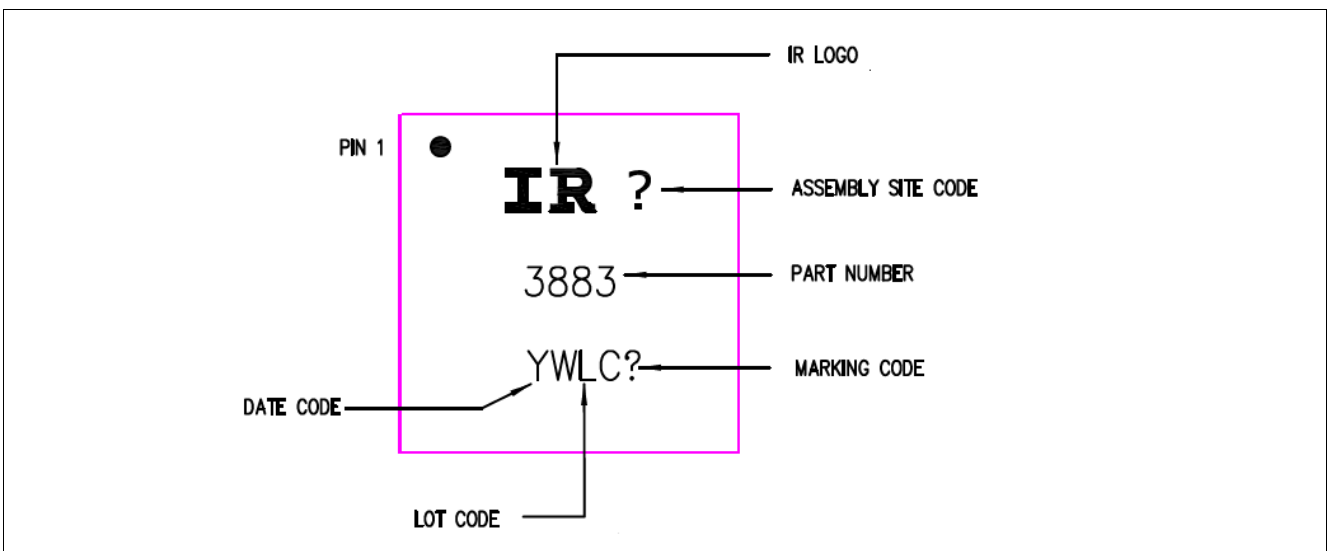 IR LOGO
PIN 1
IR ?
ASSEMBLY SITE CODE
3883
PART NUMBER
YWLC?
MARKING CODE
DATE CODE
LOT CODE